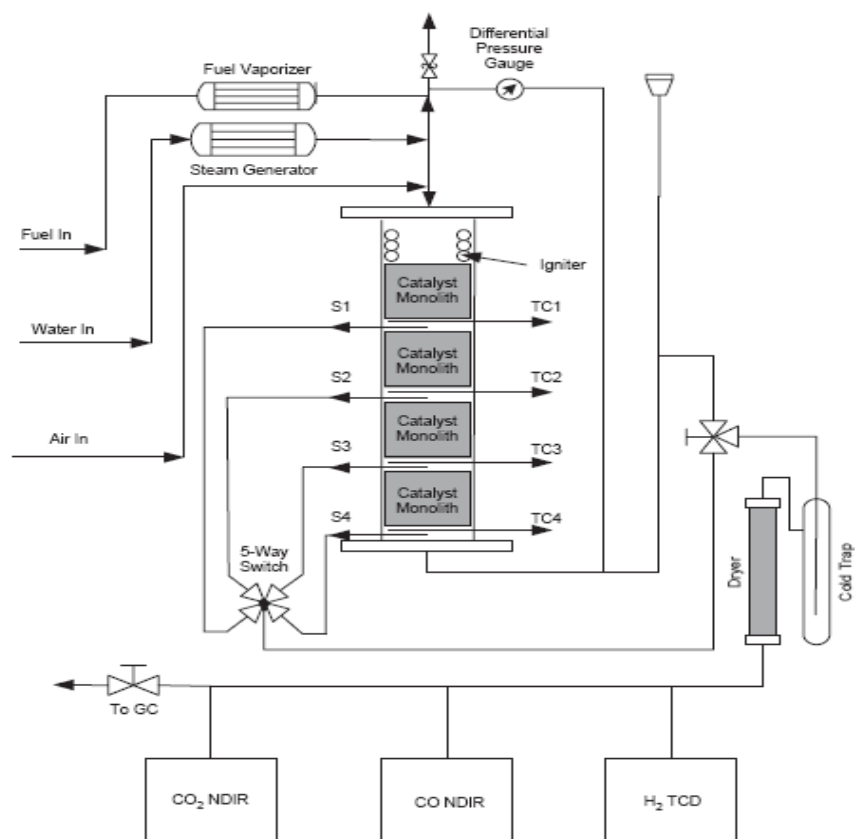 Differential
Pressure
Gauge
Fuel Vaporizer
Steam Generator
Fuel In
Igniter
Catalyst
Monolith
S1
TC1
Water In
Catalyst
Monolith
S2
TC2
Catalyst
Monolith
Air In
S3
TC3
Catalyst
Monolith
S4
TC4
5-Way
Switch
Dryer
Cold Trap
To GC
CO₂ NDIR
CO NDIR
H₂ TCD